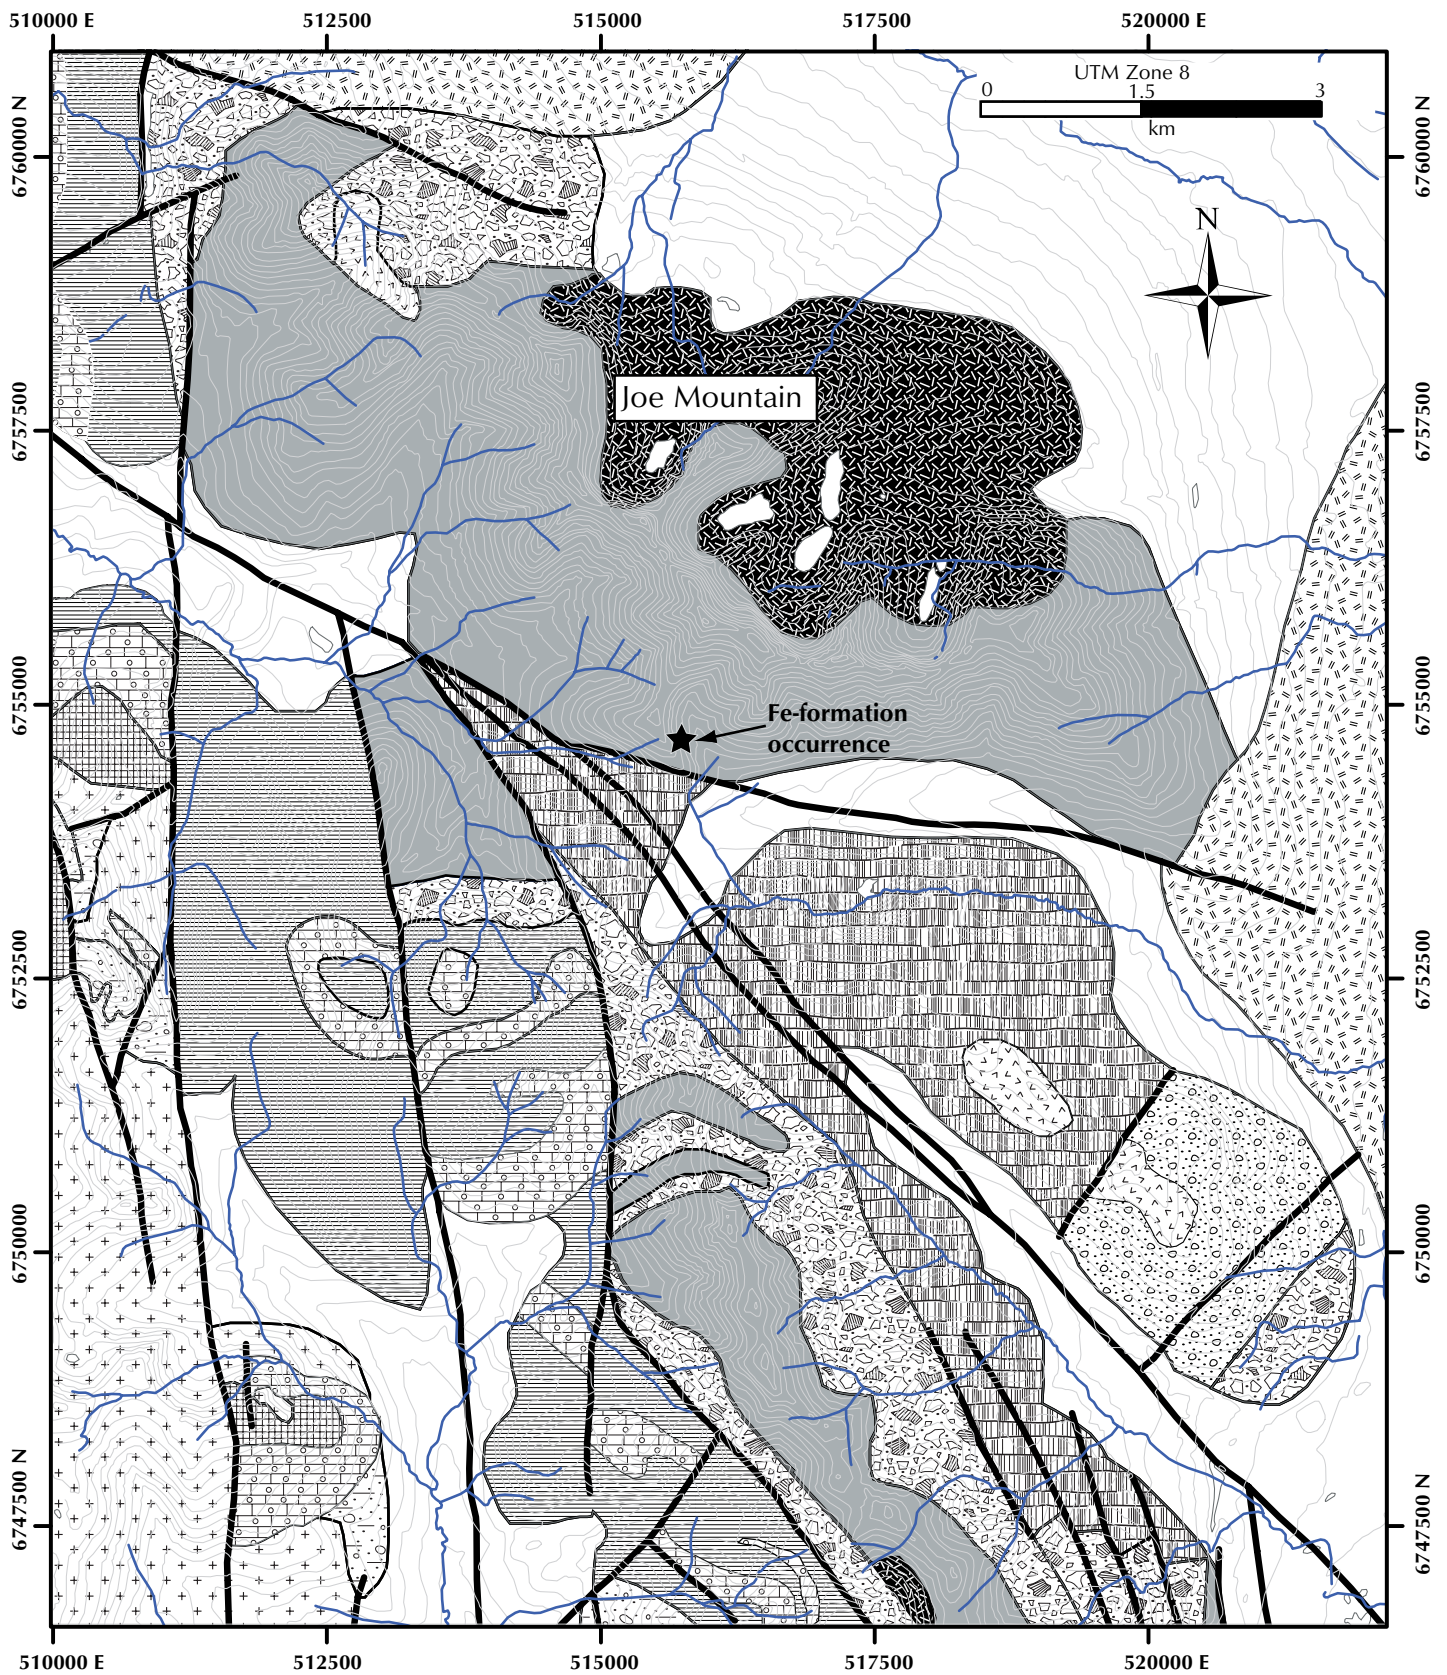 510000 E 512500 515000 517500 520000 E
UTM Zone 8
0 1.5 3
km
6760000 N 6760000 N
N
Joe Mountain
6757500 6757500
6755000 6755000
Fe-formation
occurrence
6752500 6752500
6750000 6750000
6747500 N 6747500 N
510000 E 512500 515000 517500 520000 E